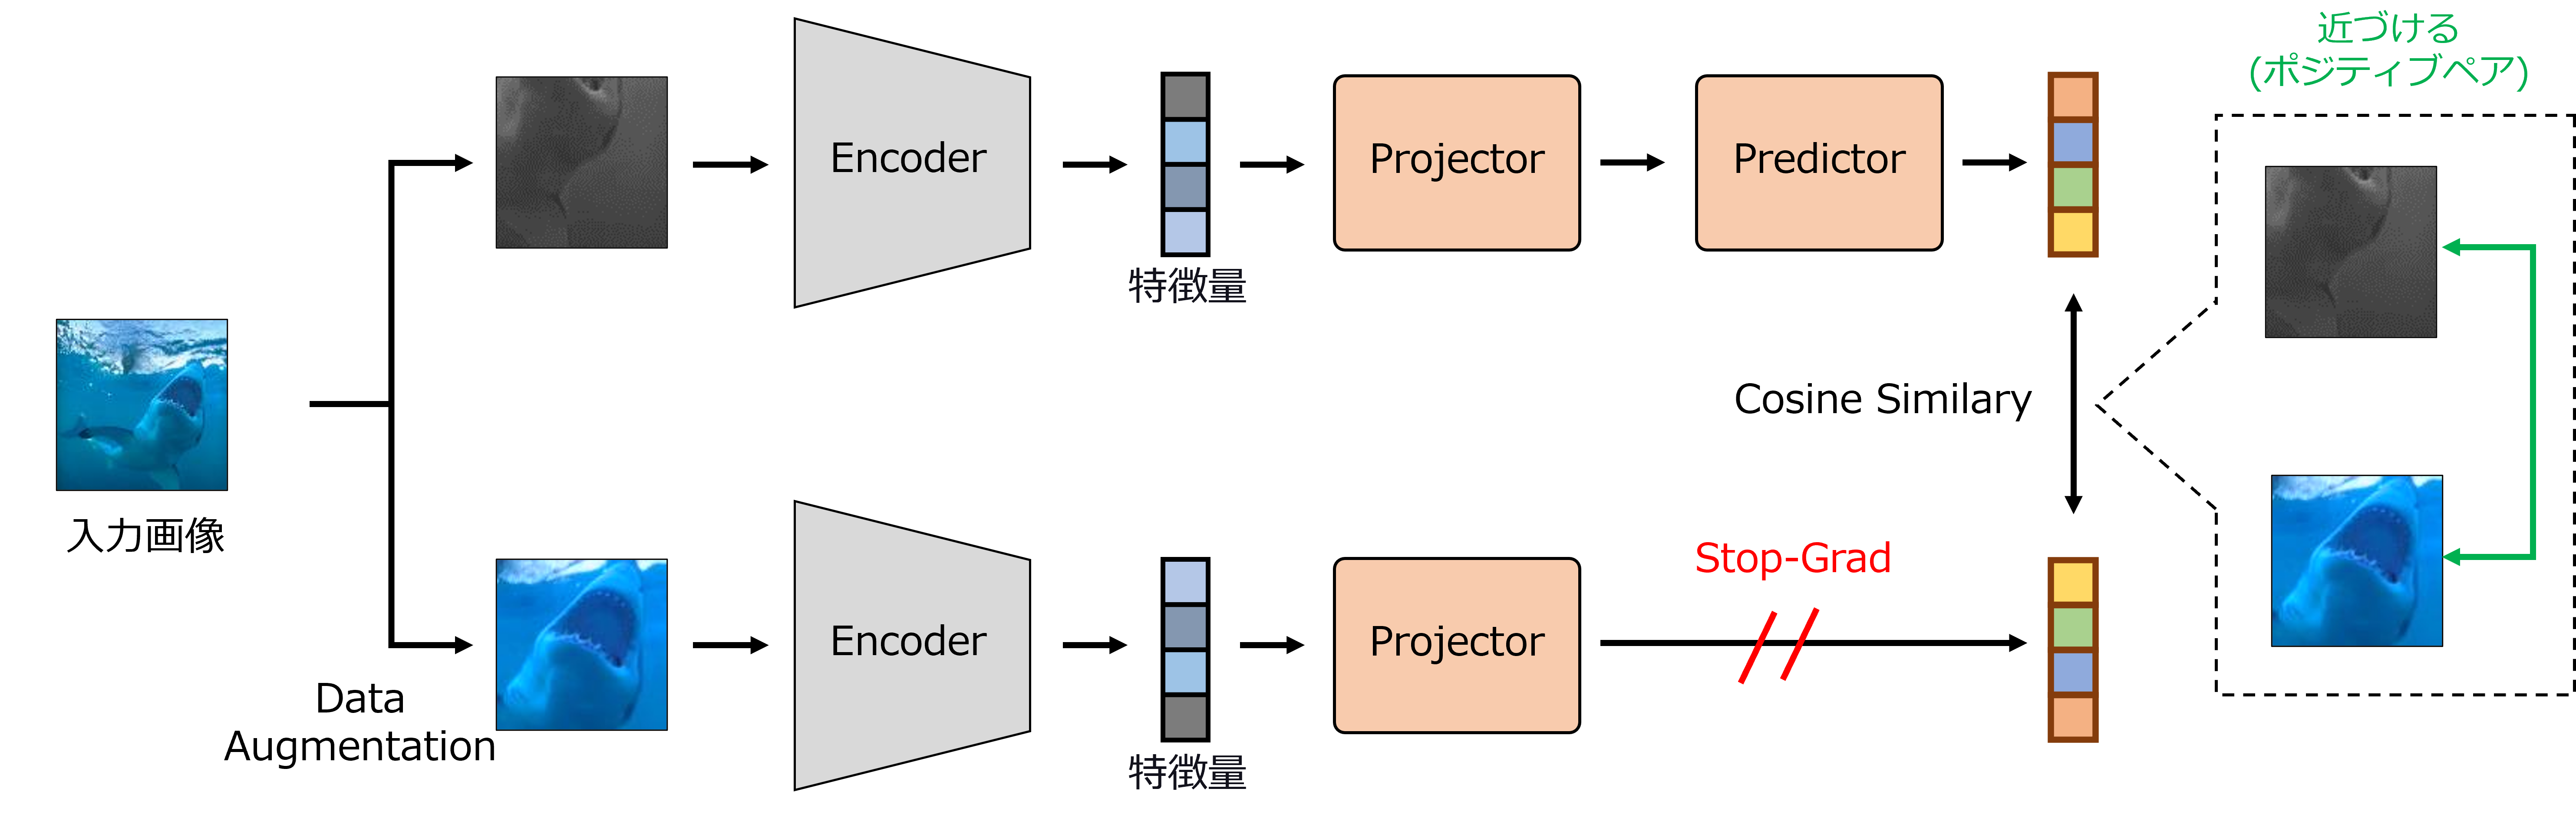 近づける
(ポジティブペア)
Encoder
Projector
Predictor
特徴量
Cosine Similary
入力画像
Stop-Grad
Encoder
Projector
Data
Augmentation
特徴量